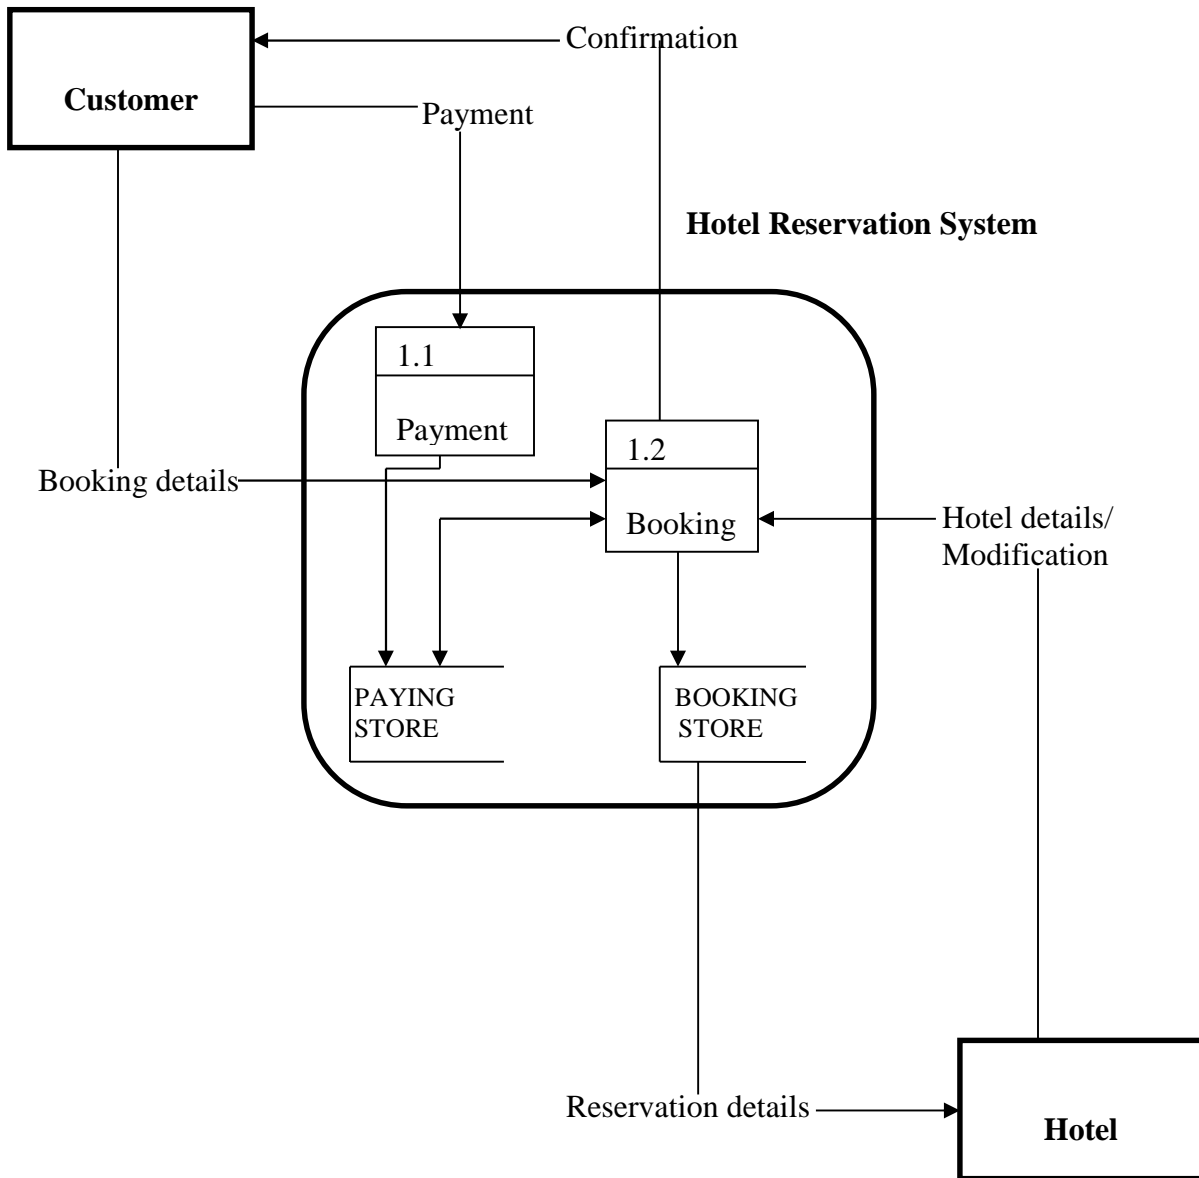 Confirmation
Customer
Payment
Hotel Reservation System
1.1
Payment
1.2
Booking details
Booking
Hotel details/
Modification
PAYING
STORE
BOOKING
STORE
Reservation details
Hotel